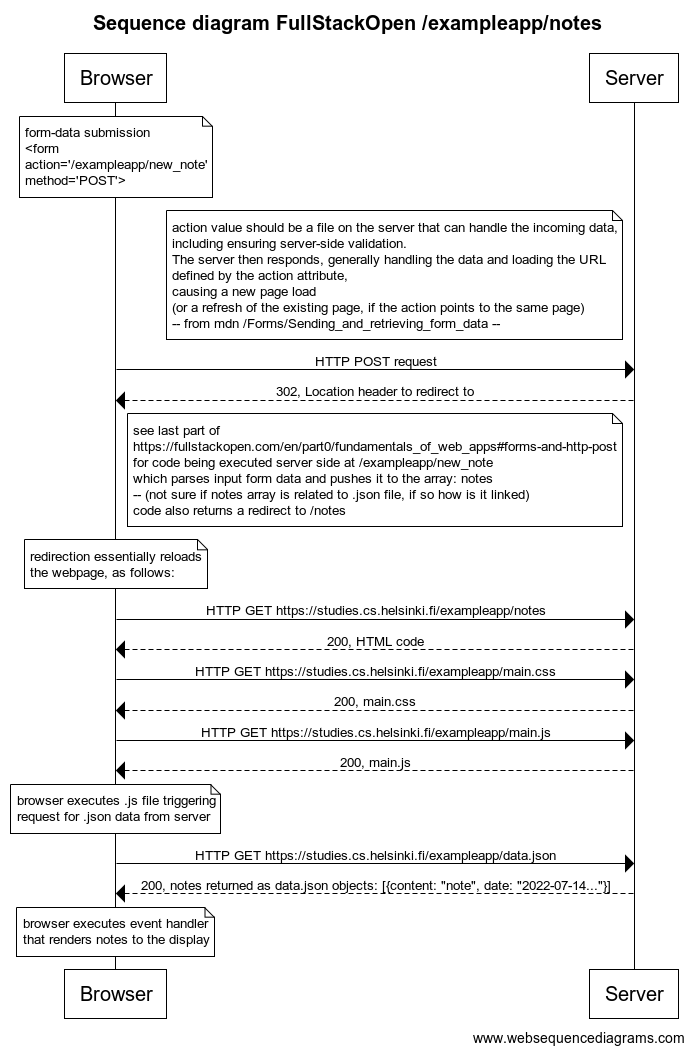 Sequence diagram FullStackOpen /exampleapp/notes
Browser
Server
form-data submission
<form
action='/exampleapp/new_note'
method='POST'>
action value should be a file on the server that can handle the incoming data,
including ensuring server-side validation.
The server then responds, generally handling the data and loading the URL
defined by the action attribute,
causing a new page load
(or a refresh of the existing page, if the action points to the same page)
-- from mdn /Forms/Sending_and_retrieving_form_data --
HTTP POST request
302, Location header to redirect to
see last part of
https://fullstackopen.com/en/part0/fundamentals_of_web_apps#forms-and-http-post
for code being executed server side at /exampleapp/new_note
which parses input form data and pushes it to the array: notes
-- (not sure if notes array is related to .json file, if so how is it linked)
code also returns a redirect to /notes
redirection essentially reloads
the webpage, as follows:
HTTP GET https://studies.cs.helsinki.fi/exampleapp/notes
200, HTML code
HTTP GET https://studies.cs.helsinki.fi/exampleapp/main.css
200, main.css
HTTP GET https://studies.cs.helsinki.fi/exampleapp/main.js
200, main.js
browser executes .js file triggering
request for .json data from server
HTTP GET https://studies.cs.helsinki.fi/exampleapp/data.json
200, notes returned as data.json objects: [{content: "note", date: "2022-07-14..."}]
browser executes event handler
that renders notes to the display
Browser
Server
www.websequencediagrams.com